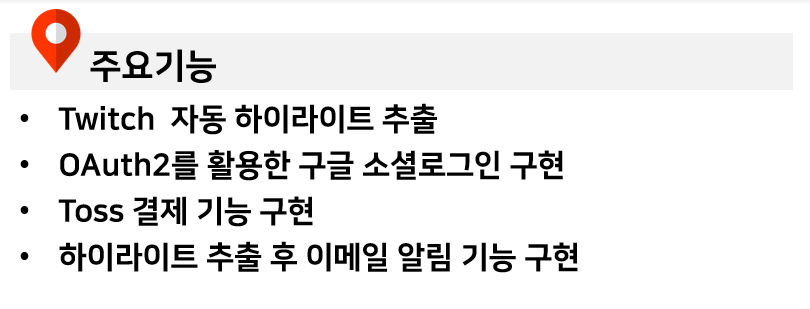 주요기능
• Twitch 자동 하이라이트 추출
• OAuth2를 활용한 구글 소셜로그인 구현
• Toss 결제 기능 구현
• 하이라이트 추출 후 이메일 알림 기능 구현